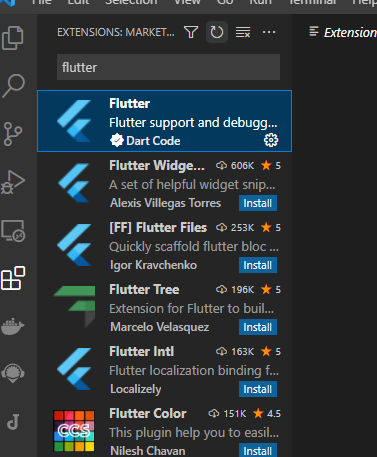 Edit Selection View Go Run Terminal Help
EXTENSIONS: MARKET... 
Extension
flutter
Flutter
Flutter support and debugg...
Dart Code
Flutter Widge... 606K 5
A set of helpful widget snip...
Alexis Villegas Torres Install
[FF] Flutter Files 253K 5
Quickly scaffold flutter bloc ...
Igor Kravchenko Install
Flutter Tree 196K 5
Extension for Flutter to buil...
Marcelo Velasquez Install
Flutter Intl 163K 5
Flutter localization binding f...
Localizely Install
CCS
Flutter Color 151K 4.5
This plugin help you to easil...
Nilesh Chavan Install